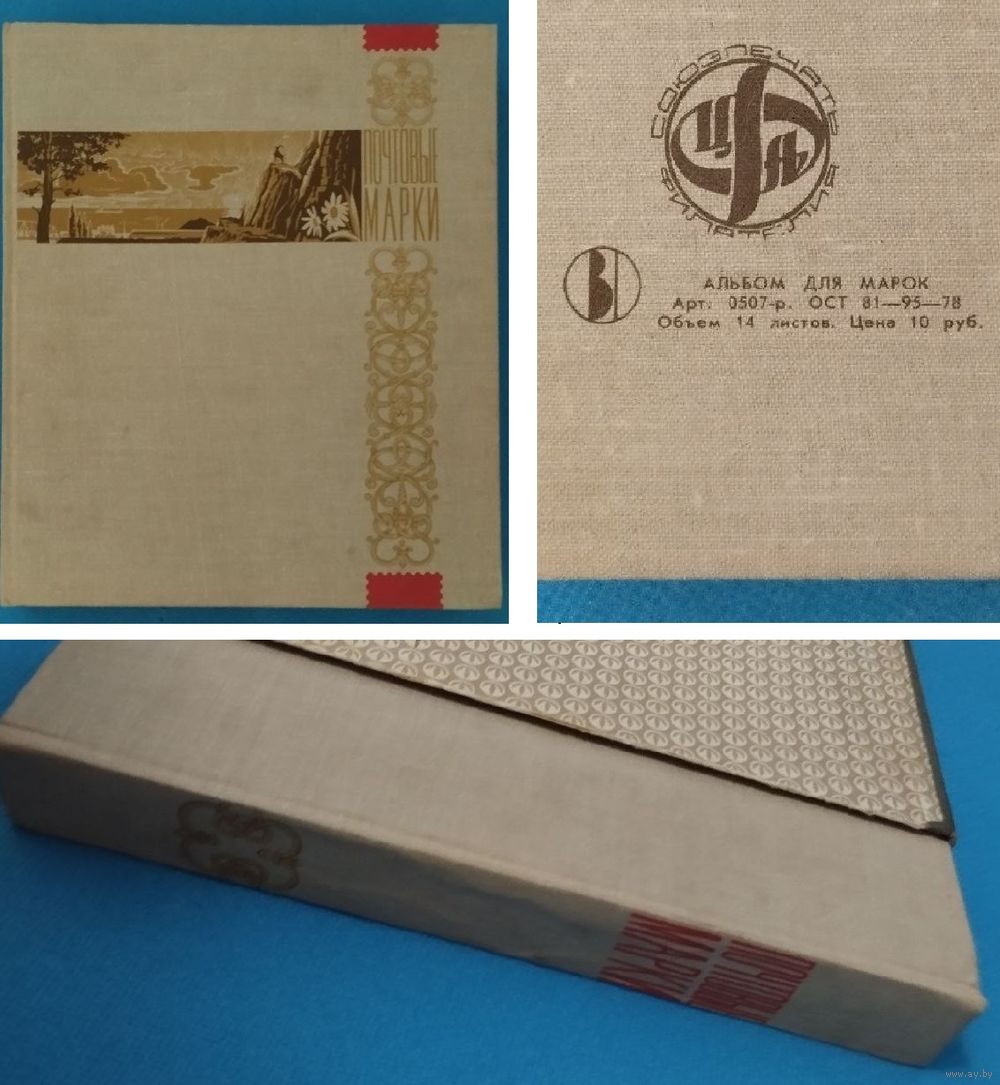 ПОЧТОВЫЕ
МАРКИ
СОЮЗПЕЧАТЬ
ЦФА
АЛЬБОМ ДЛЯ МАРОК
Арт. 0507-р. ОСТ 81—95—78
Объем 14 листов. Цена 10 руб.
ПОЧТОВЫЕ
МАРКИ
www.ay.by